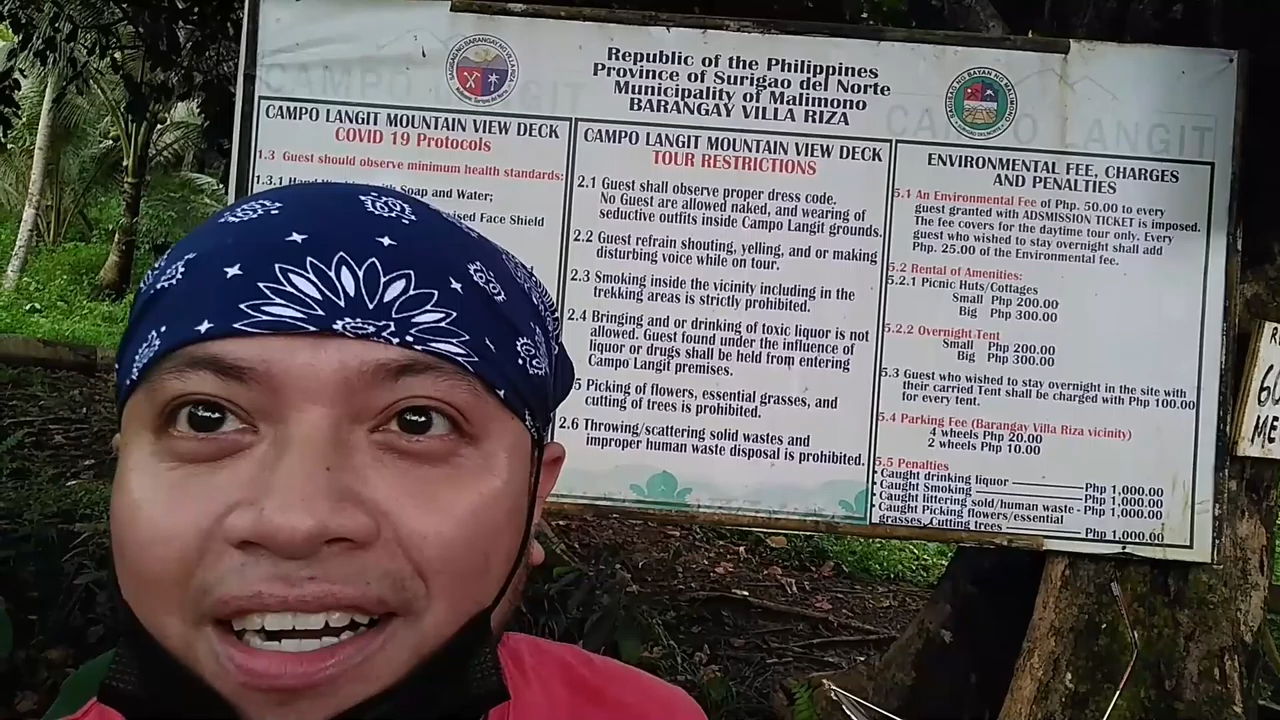 Republic of the Philippines
Province of Surigao del Norte
Municipality of Malimono
BARANGAY VILLA RIZA
CAMPO LANGIT
CAMPO LANGIT
CAMPO LANGIT MOUNTAIN VIEW DECK
COVID 19 Protocols
1.3 Guest should observe minimum health standards:
1.3.1 Hand with Soap and Water;
Face Shield
CAMPO LANGIT MOUNTAIN VIEW DECK
TOUR RESTRICTIONS
2.1 Guest shall observe proper dress code.
No Guest are allowed naked, and wearing of
seductive outfits inside Campo Langit grounds.
2.2 Guest refrain shouting, yelling, and or making
disturbing voice while on tour.
2.3 Smoking inside the vicinity including in the
trekking areas is strictly prohibited.
2.4 Bringing and or drinking of toxic liquor is not
allowed. Guest found under the influence of
liquor or drugs shall be held from entering
Campo Langit premises.
5 Picking of flowers, essential grasses, and
cutting of trees is prohibited.
2.6 Throwing/scattering solid wastes and
improper human waste disposal is prohibited.
ENVIRONMENTAL FEE, CHARGES
AND PENALTIES
5.1 An Environmental Fee of Php. 50.00 to every
guest granted with ADSMISSION TICKET is imposed.
The fee covers for the daytime tour only. Every
guest who wished to stay overnight shall add
Php. 25.00 of the Environmental fee.
5.2 Rental of Amenities:
5.2.1 Picnic Huts/Cottages
Small Php 200.00
Big Php 300.00
5.2.2 Overnight Tent
Small Php 200.00
Big Php 300.00
5.3 Guest who wished to stay overnight in the site with
their carried Tent shall be charged with Php 100.00
for every tent.
5.4 Parking Fee (Barangay Villa Riza vicinity)
4 wheels Php 20.00
2 wheels Php 10.00
5.5 Penalties
Caught drinking liquor Php 1,000.00
Caught Smoking Php 1,000.00
Caught littering sold/human waste - Php 1,000.00
Caught Picking flowers/essential
grasses, Cutting trees Php 1,000.00
ME